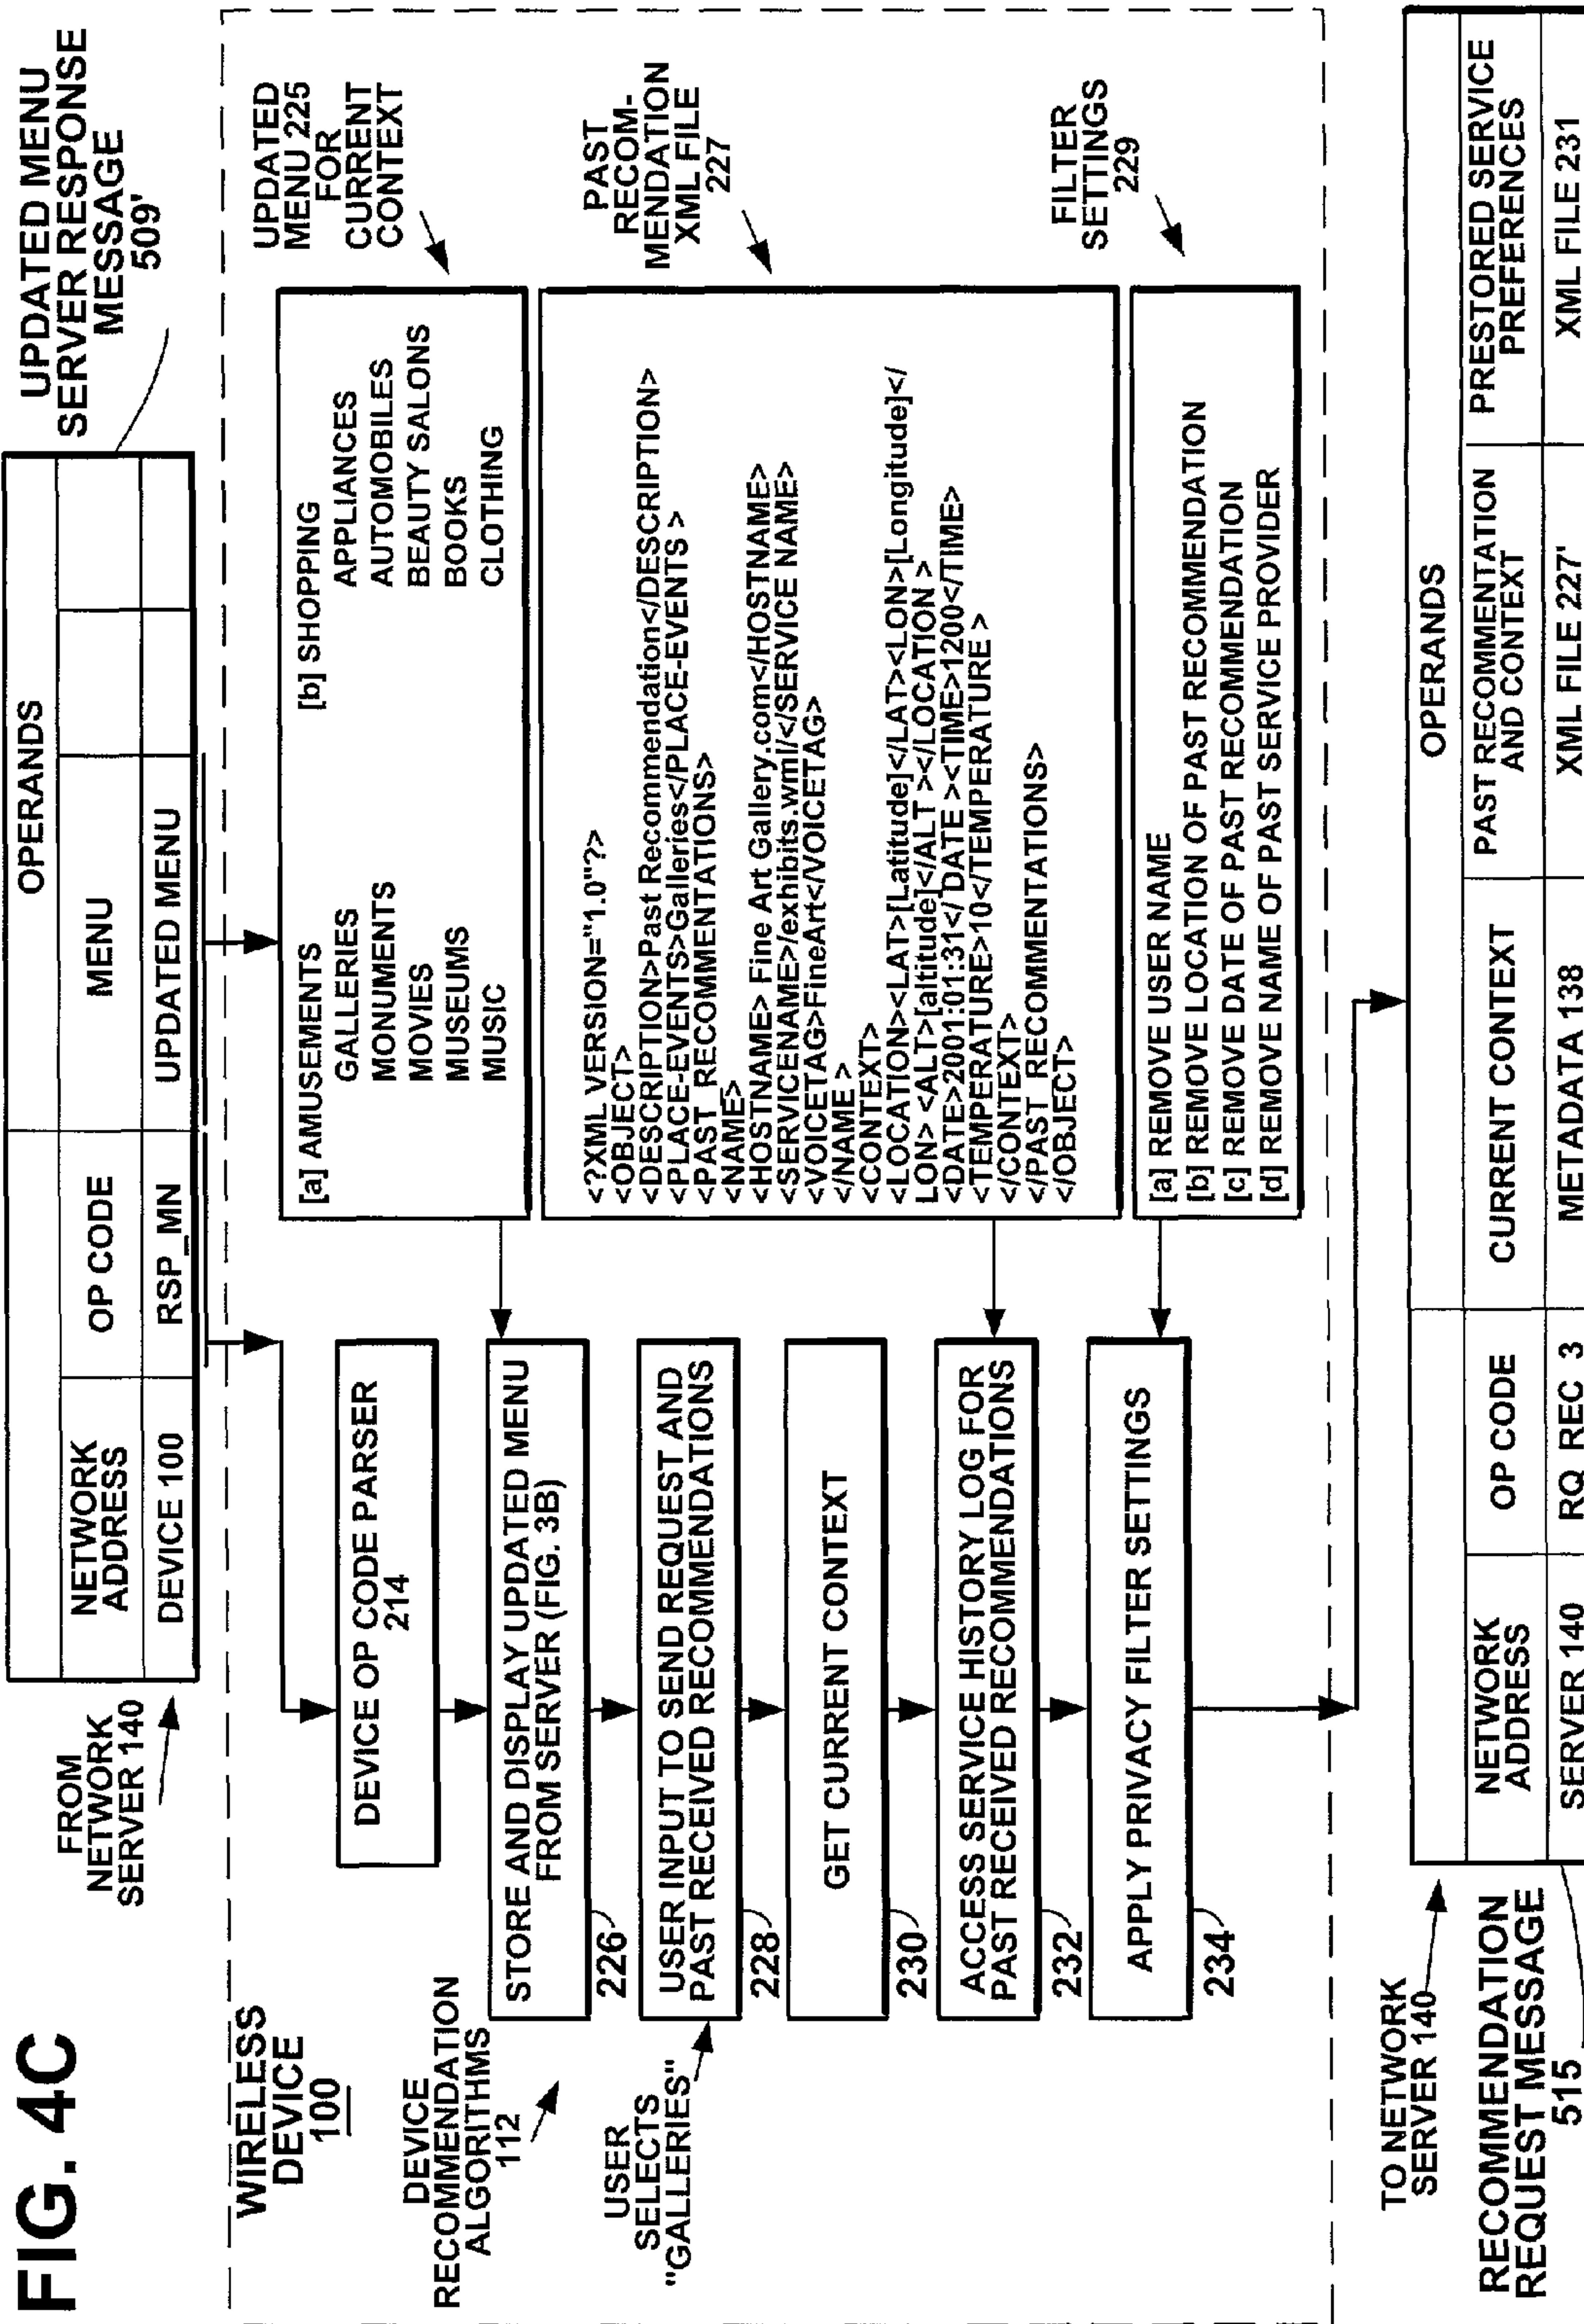 FIG. 4C
FROM
NETWORK
SERVER 140
UPDATED MENU
SERVER RESPONSE
MESSAGE
509'
OPERANDS
NETWORK
ADDRESS
OP CODE
MENU
DEVICE 100
RSP_MN
UPDATED MENU
WIRELESS
DEVICE
100
DEVICE
RECOMMENDATION
ALGORITHMS
112
USER
SELECTS
"GALLERIES"
DEVICE OP CODE PARSER
214
STORE AND DISPLAY UPDATED MENU
FROM SERVER (FIG. 3B)
226
USER INPUT TO SEND REQUEST AND
PAST RECEIVED RECOMMENDATIONS
228
GET CURRENT CONTEXT
230
ACCESS SERVICE HISTORY LOG FOR
PAST RECEIVED RECOMMENDATIONS
232
APPLY PRIVACY FILTER SETTINGS
234
[a] AMUSEMENTS
GALLERIES
MONUMENTS
MOVIES
MUSEUMS
MUSIC
[b] SHOPPING
APPLIANCES
AUTOMOBILES
BEAUTY SALONS
BOOKS
CLOTHING
UPDATED
MENU 225
FOR
CURRENT
CONTEXT
<?XML VERSION="1.0"?>
<OBJECT>
<DESCRIPTION>Past Recommendation</DESCRIPTION>
<PLACE-EVENTS>Galleries</PLACE-EVENTS >
<PAST_RECOMMENTATIONS>
<NAME>
<HOSTNAME> Fine Art Gallery.com</HOSTNAME>
<SERVICENAME>/exhibits.wml/</SERVICE NAME>
<VOICETAG>FineArt</VOICETAG>
</NAME >
<CONTEXT>
<LOCATION><LAT>[Latitude]</LAT><LON>[Longitude]</
LON> <ALT>[altitude]</ALT ></LOCATION >
<DATE>2001:01:31</ DATE ><TIME>1200</TIME>
<TEMPERATURE>10</TEMPERATURE >
</CONTEXT>
</PAST_RECOMMENTATIONS>
</OBJECT>
PAST
RECOM-
MENDATION
XML FILE
227
[a] REMOVE USER NAME
[b] REMOVE LOCATION OF PAST RECOMMENDATION
[c] REMOVE DATE OF PAST RECOMMENDATION
[d] REMOVE NAME OF PAST SERVICE PROVIDER
FILTER
SETTINGS
229
TO NETWORK
SERVER 140
RECOMMENDATION
REQUEST MESSAGE
515
OPERANDS
NETWORK
ADDRESS
OP CODE
CURRENT CONTEXT
PAST RECOMMENTATION
AND CONTEXT
PRESTORED SERVICE
PREFERENCES
SERVER 140
RQ REC 3
METADATA 138
XML FILE 227'
XML FILE 231